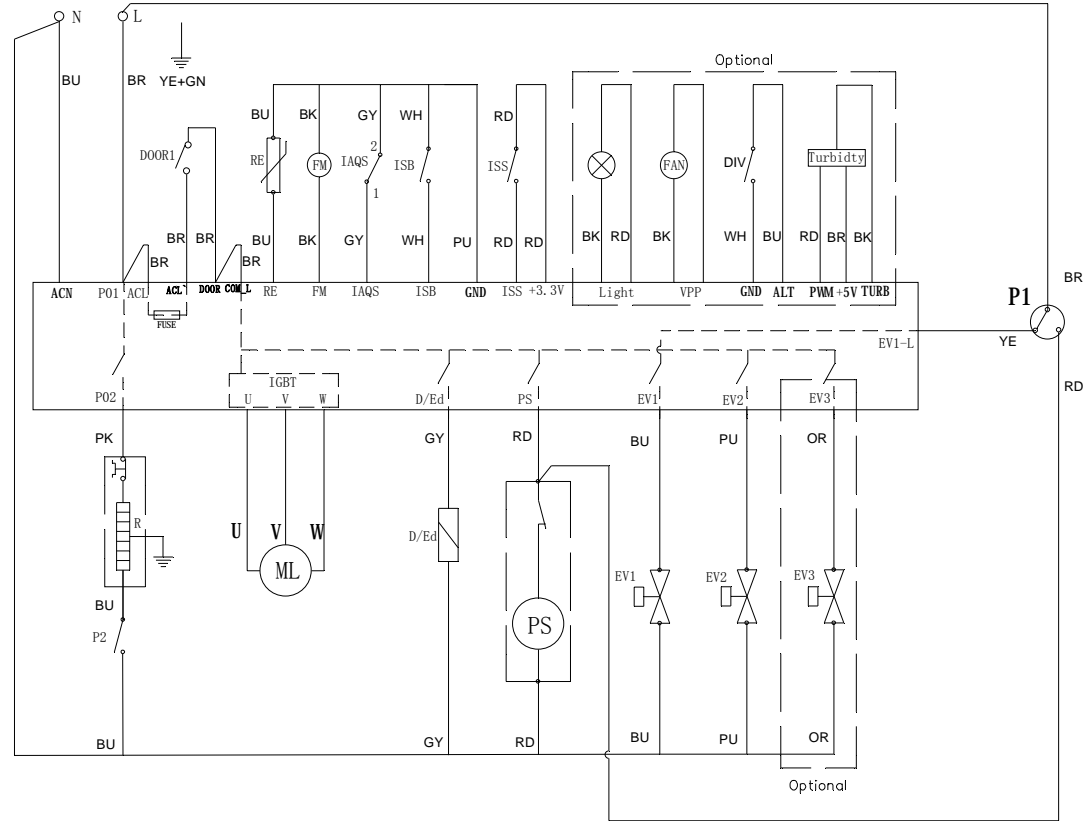 N L
BU BR YE+GN
Optional
BU BK GY WH RD
DOOR1 RE FM IAQS 2 1 ISB ISS FAN DIV Turbidty
BR BR BU BK GY WH PU RD RD BK RD BK WH BU RD BR BK
BR BR
BR
ACN P01 ACL ACL` DOOR COM_L RE FM IAQS ISB GND ISS +3.3V Light VPP GND ALT PWM +5V TURB
P1
FUSE
YE
EV1-L
RD
IGBT
P02 U V W D/Ed PS EV1 EV2 EV3
PK GY RD BU PU OR
R U V W D/Ed
ML EV1 EV2 EV3
BU
PS
P2
BU GY RD BU PU OR
Optional